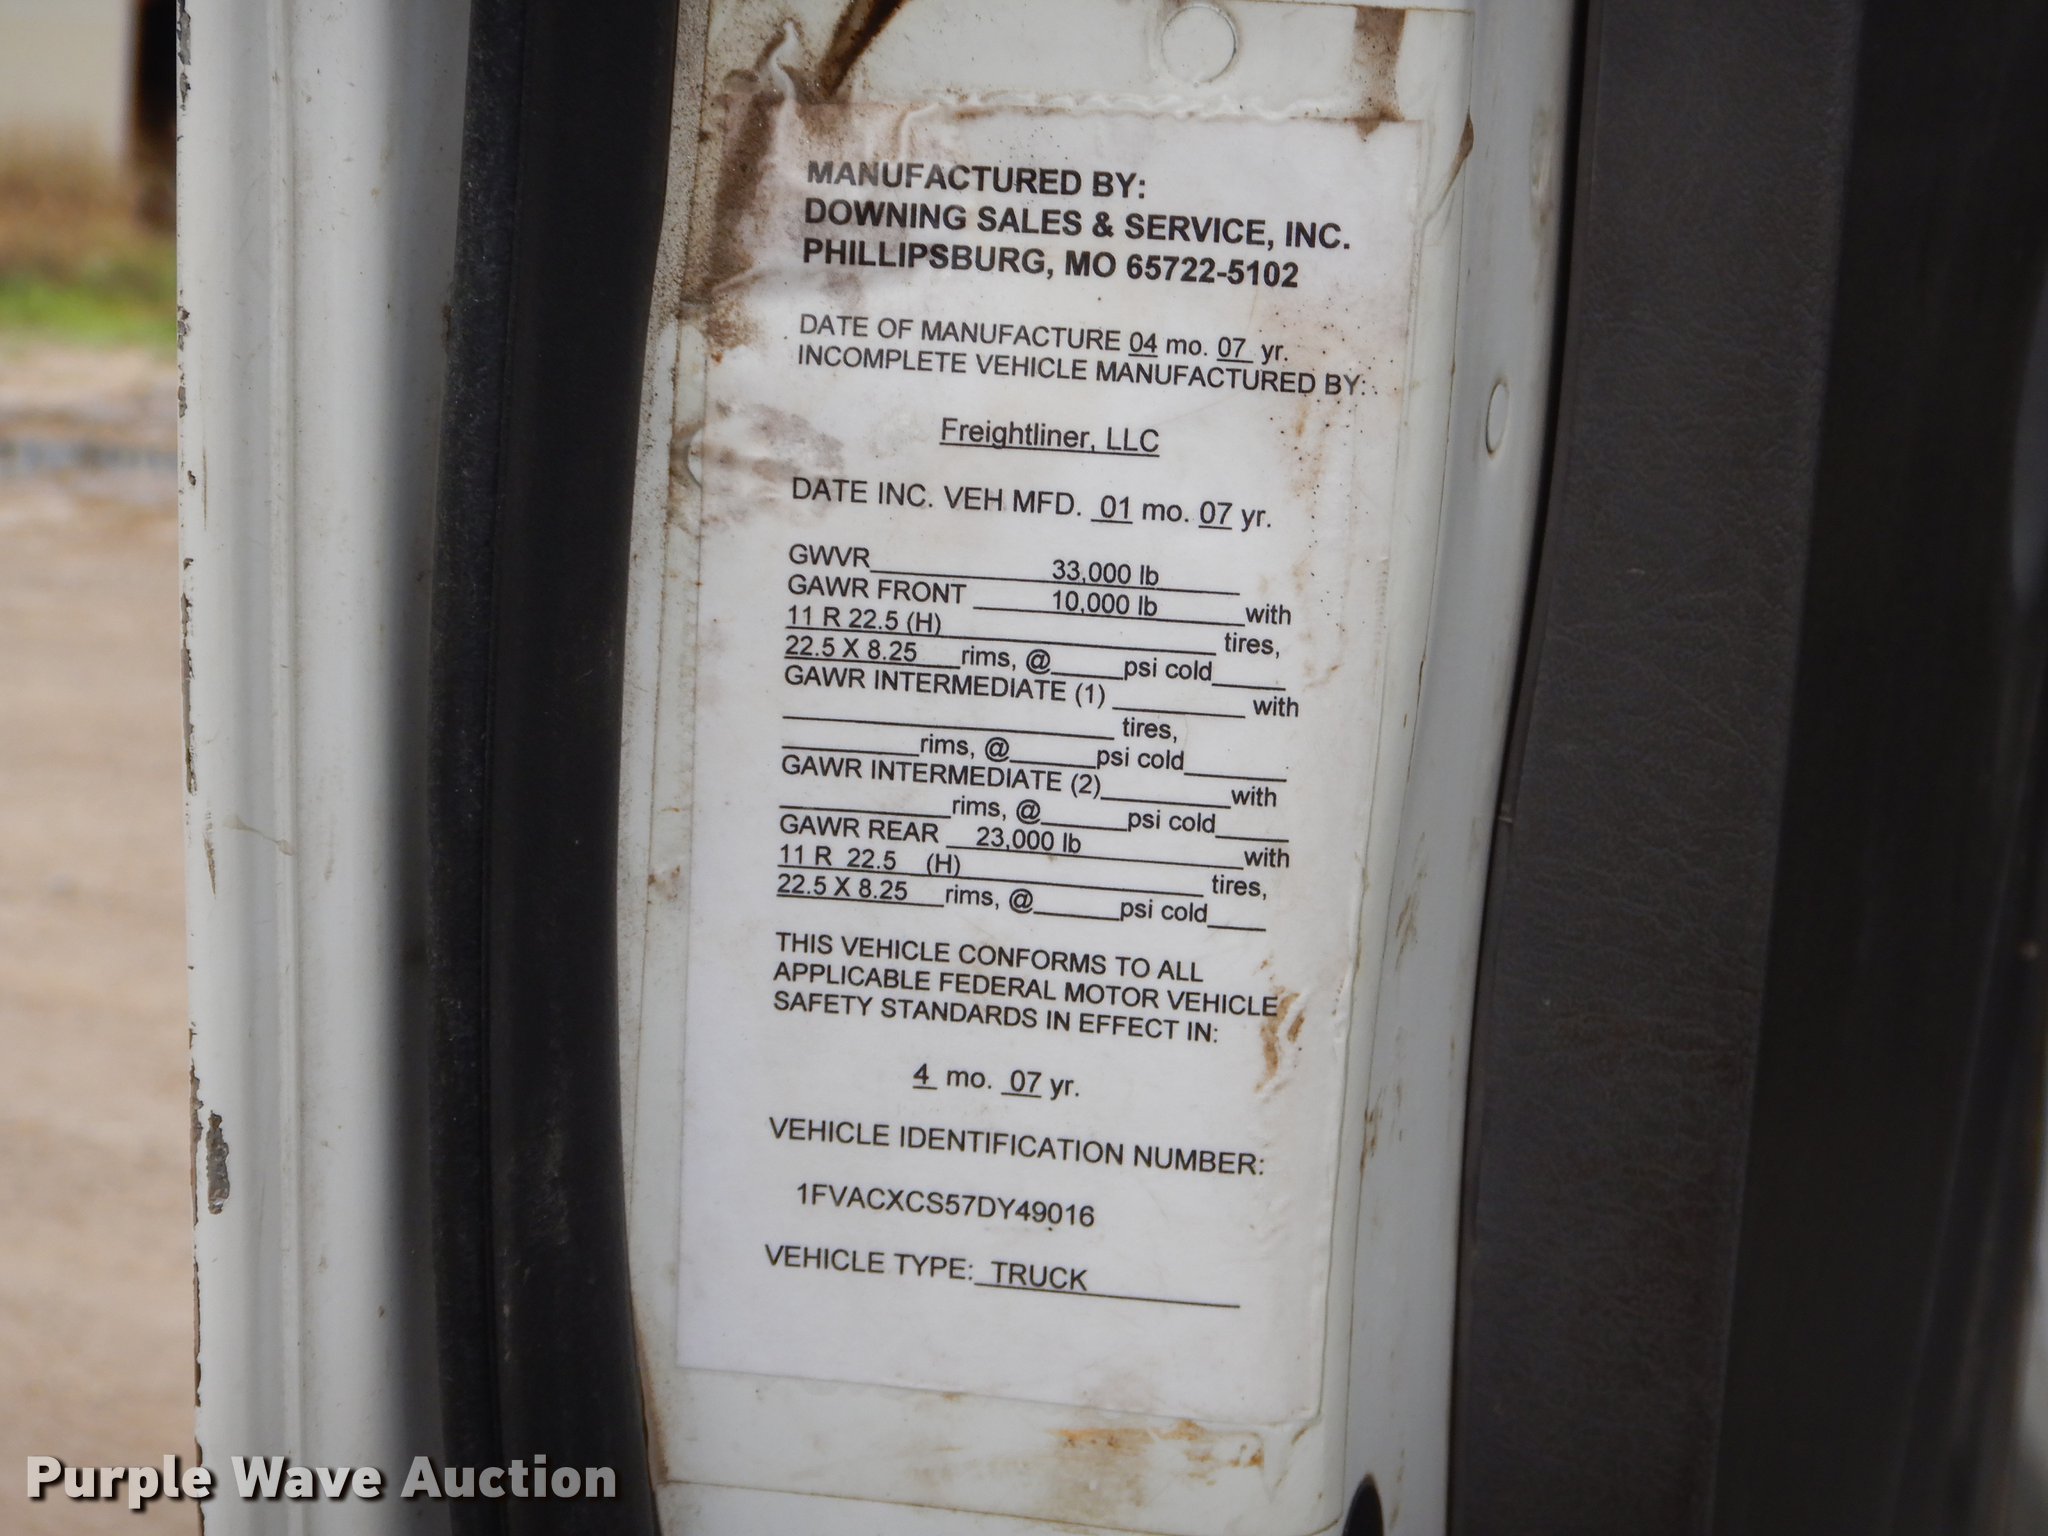 MANUFACTURED BY:
DOWNING SALES & SERVICE, INC.
PHILLIPSBURG, MO 65722-5102
DATE OF MANUFACTURE 04 mo. 07 yr.
INCOMPLETE VEHICLE MANUFACTURED BY:
Freightliner, LLC
DATE INC. VEH MFD. 01 mo. 07 yr.
GWVR 33,000 lb
GAWR FRONT 10,000 lb with
11 R 22.5 (H) tires,
22.5 X 8.25 rims, @ psi cold
GAWR INTERMEDIATE (1) with
tires,
rims, @ psi cold
GAWR INTERMEDIATE (2) with
rims, @ psi cold
GAWR REAR 23,000 lb with
11 R 22.5 (H) tires,
22.5 X 8.25 rims, @ psi cold
THIS VEHICLE CONFORMS TO ALL
APPLICABLE FEDERAL MOTOR VEHICLE
SAFETY STANDARDS IN EFFECT IN:
4 mo. 07 yr.
VEHICLE IDENTIFICATION NUMBER:
1FVACXCS57DY49016
VEHICLE TYPE: TRUCK
Purple Wave Auction